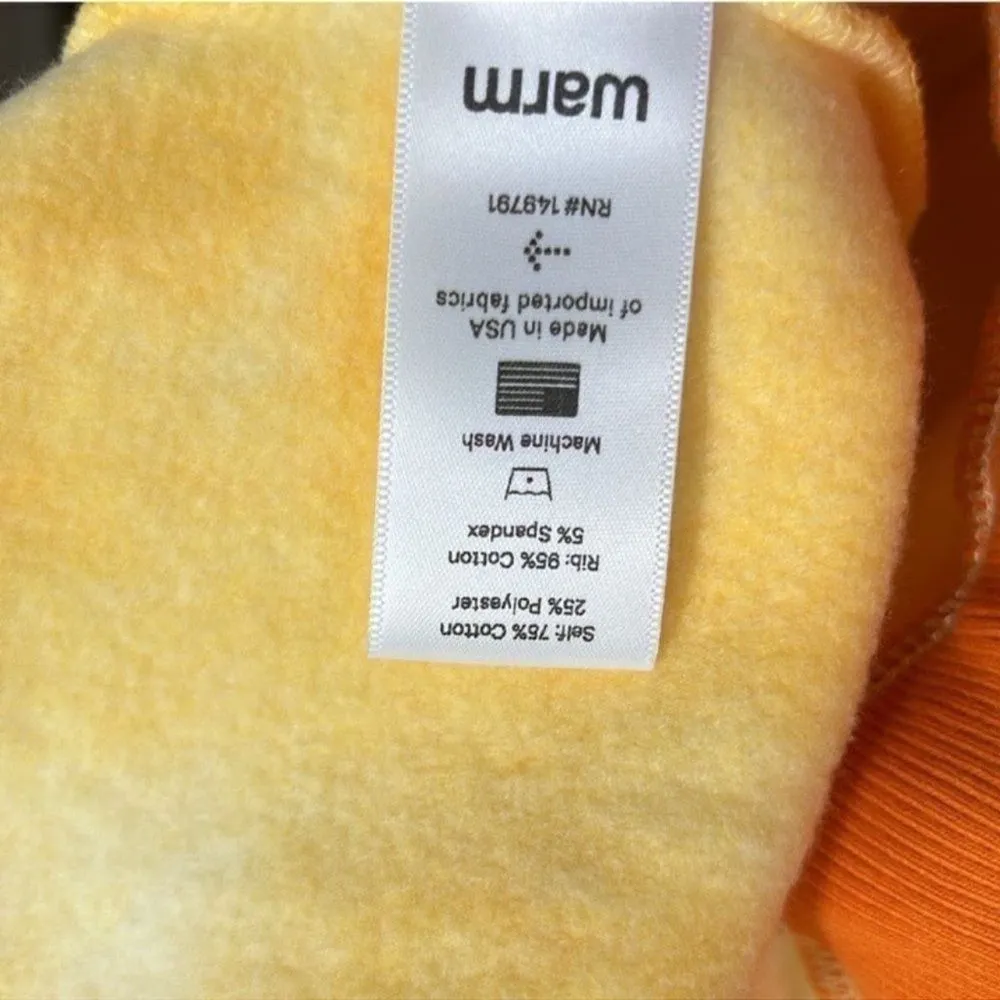 Self: 75% Cotton
25% Polyester
Rib: 95% Cotton
5% Spandex
Machine Wash
Made in USA
of imported fabrics
RN# 149791
warm